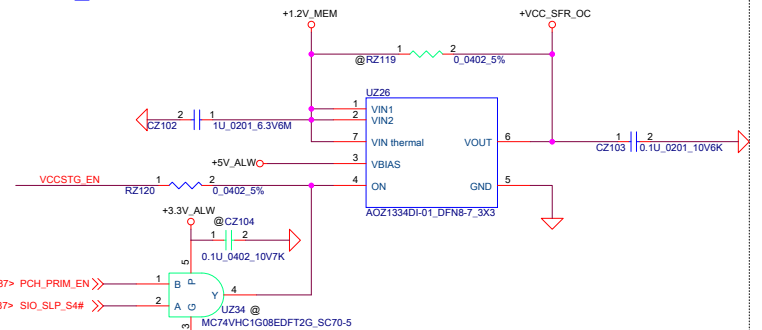 +1.2V_MEM
+VCC_SFR_OC
@RZ119 1 2 0_0402_5%
UZ26
CZ102 2 1 1U_0201_6.3V6M
1 VIN1
2 VIN2
7 VIN thermal VOUT 6
CZ103 1 2 0.1U_0201_10V6K
+5V_ALW 3 VBIAS
VCCSTG_EN RZ120 1 2 0_0402_5% 4 ON GND 5
AOZ1334DI-01_DFN8-7_3X3
+3.3V_ALW
@CZ104
1 2
0.1U_0402_10V7K
5
87> PCH_PRIM_EN 1 B P
Y 4
37> SIO_SLP_S4# 2 A G
UZ34 @
3 MC74VHC1G08EDFT2G_SC70-5